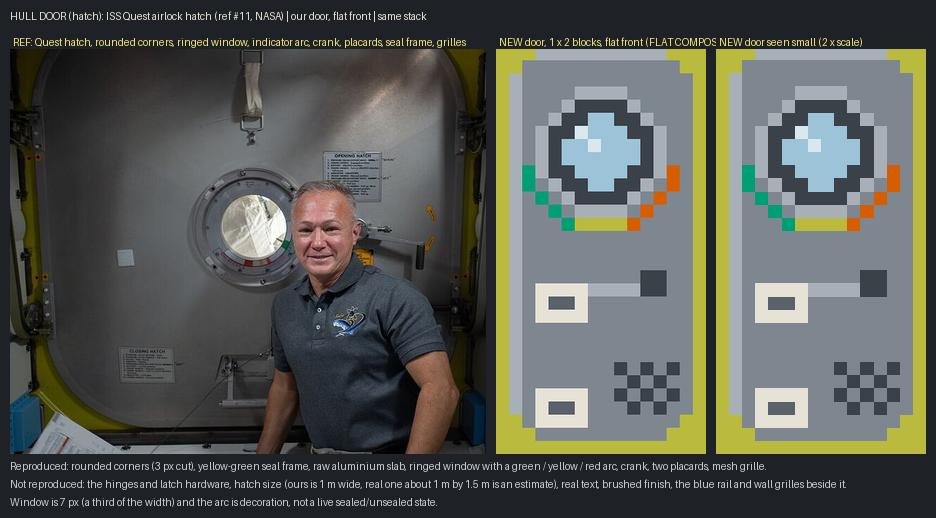 HULL DOOR (hatch): ISS Quest airlock hatch (ref #11, NASA) | our door, flat front | same stack
REF: Quest hatch, rounded corners, ringed window, indicator arc, crank, placards, seal frame, grilles
NEW door, 1 x 2 blocks, flat front (FLAT COMPOS
NEW door seen small (2 x scale)
OPENING HATCH
CLOSING HATCH
Reproduced: rounded corners (3 px cut), yellow-green seal frame, raw aluminium slab, ringed window with a green / yellow / red arc, crank, two placards, mesh grille.
Not reproduced: the hinges and latch hardware, hatch size (ours is 1 m wide, real one about 1 m by 1.5 m is an estimate), real text, brushed finish, the blue rail and wall grilles beside it.
Window is 7 px (a third of the width) and the arc is decoration, not a live sealed/unsealed state.